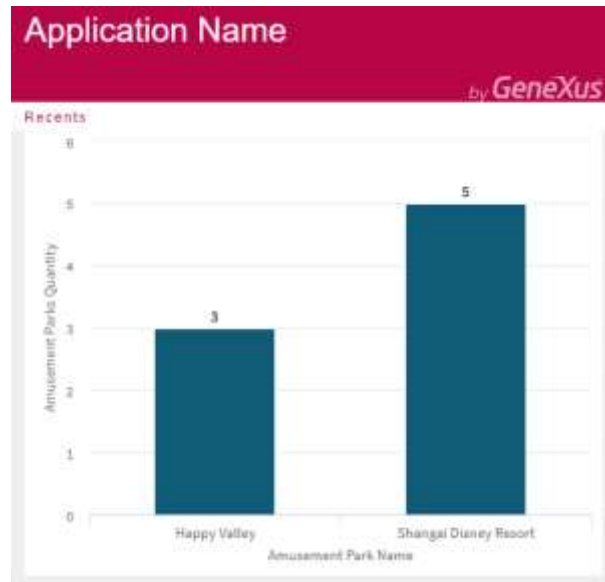 Application Name
by GeneXus
Recents
6
5
5
4
Amusement Parks Quantity
3
3
2
1
0
Happy Valley
Shangai Disney Resort
Amusement Park Name